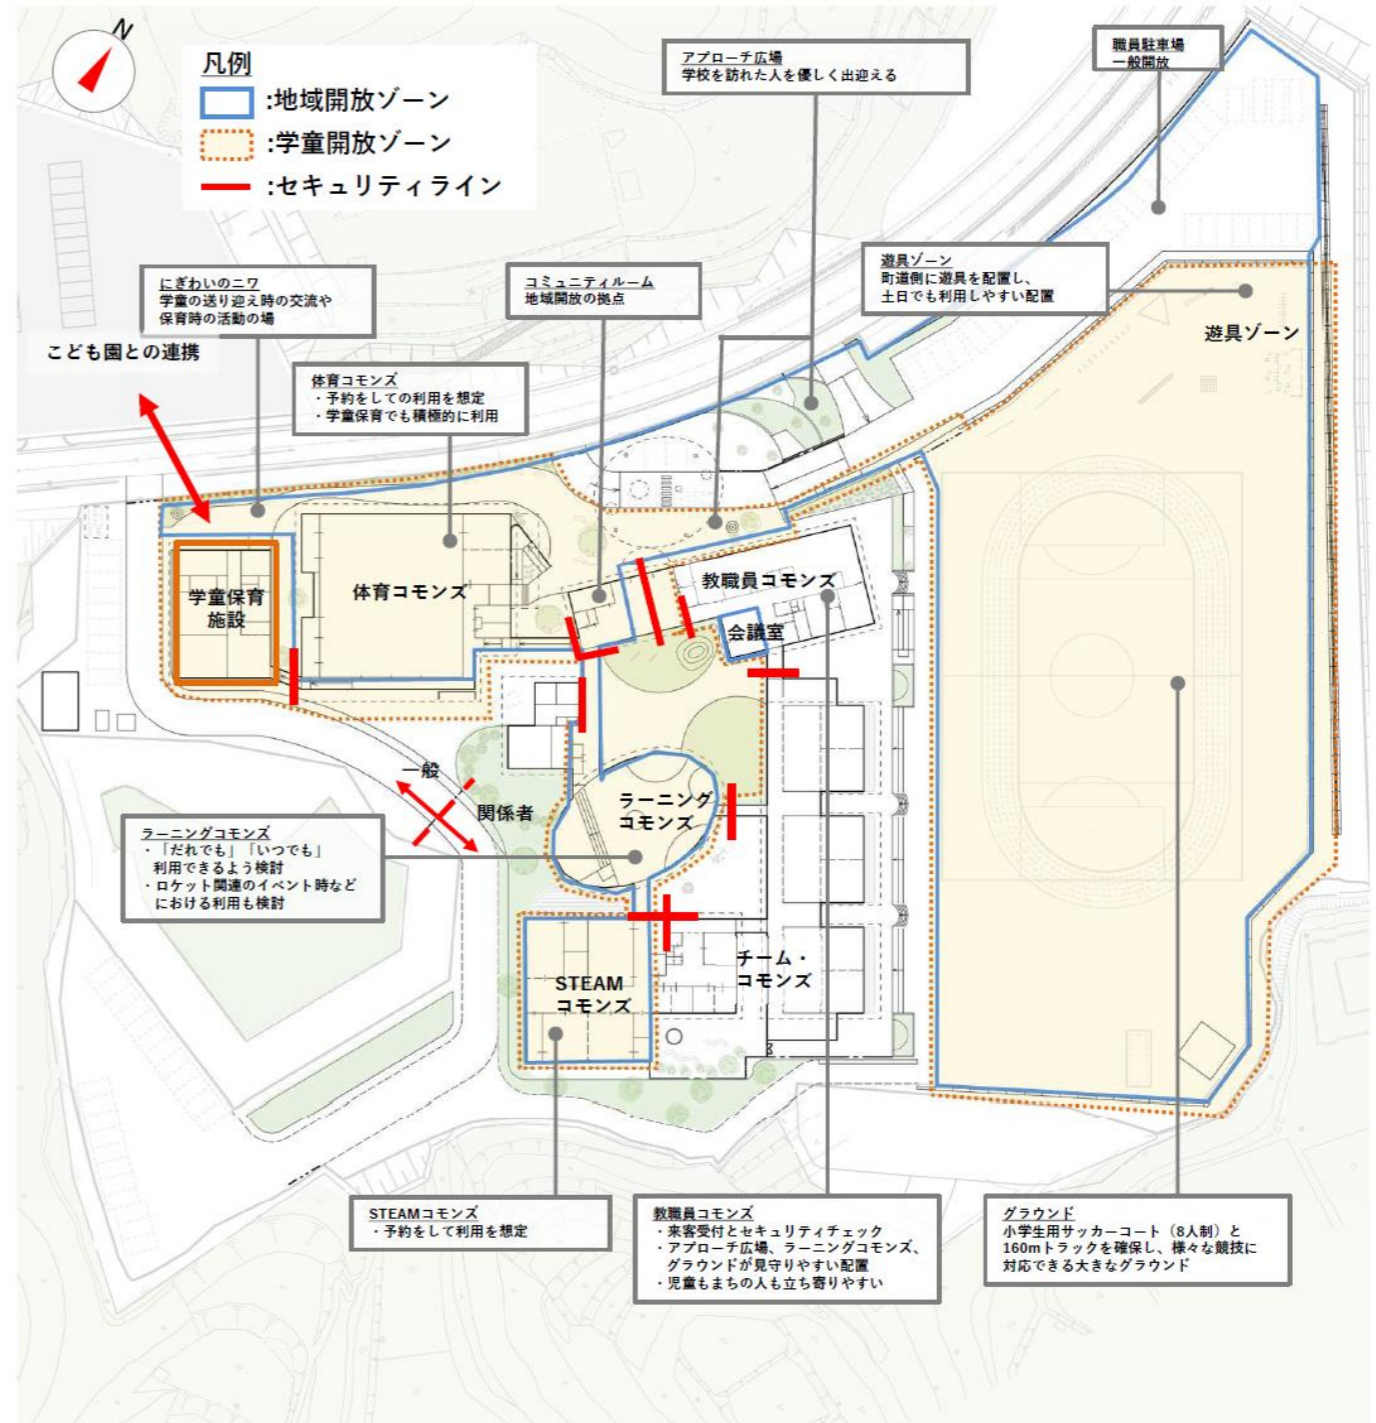 N
凡例
:地域開放ゾーン
:学童開放ゾーン
:セキュリティライン
アプローチ広場
学校を訪れた人を優しく出迎える
職員駐車場
一般開放
にぎわいのニワ
学童の送り迎え時の交流や
保育時の活動の場
コミュニティルーム
地域開放の拠点
遊具ゾーン
町道側に遊具を配置し、
土日でも利用しやすい配置
遊具ゾーン
こども園との連携
体育コモンズ
・予約をしての利用を想定
・学童保育でも積極的に利用
学童保育
施設
体育コモンズ
教職員コモンズ
会議室
一般
関係者
ラーニング
コモンズ
ラーニングコモンズ
・「だれでも」「いつでも」
利用できるよう検討
・ロケット関連のイベント時など
における利用も検討
STEAM
コモンズ
チーム・
コモンズ
STEAMコモンズ
・予約をして利用を想定
教職員コモンズ
・来客受付とセキュリティチェック
・アプローチ広場、ラーニングコモンズ、
グラウンドが見守りやすい配置
・児童もまちの人も立ち寄りやすい
グラウンド
小学生用サッカーコート（8人制）と
160mトラックを確保し、様々な競技に
対応できる大きなグラウンド